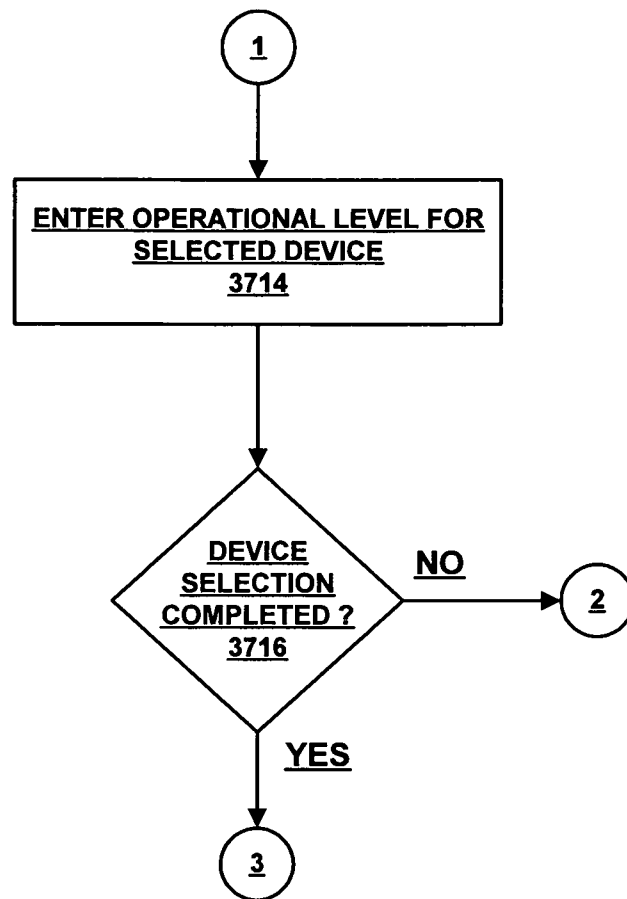 1
ENTER OPERATIONAL LEVEL FOR
SELECTED DEVICE
3714
DEVICE
SELECTION
COMPLETED ?
3716
NO
2
YES
3